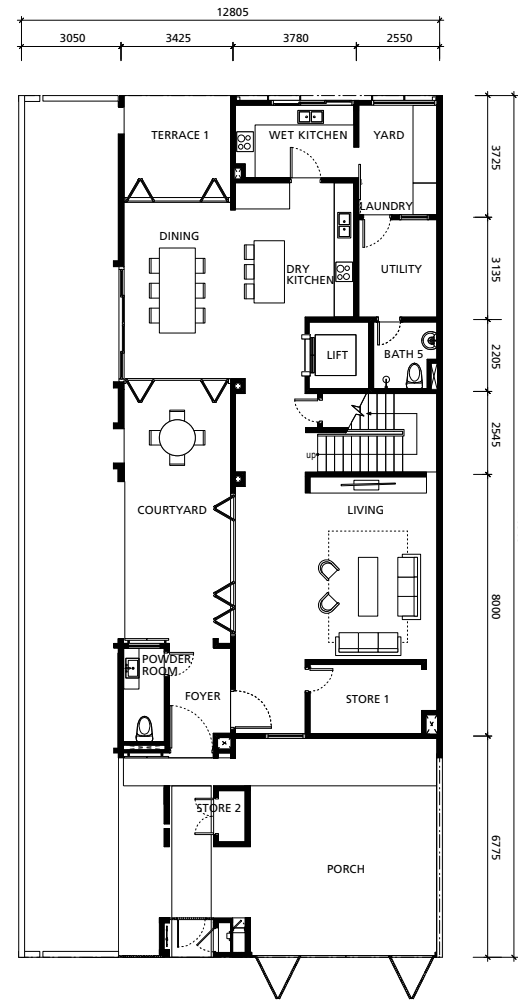 12805
3050
3425
3780
2550
TERRACE 1
WET KITCHEN
YARD
3725
LAUNDRY
DINING
DRY
KITCHEN
UTILITY
3135
LIFT
BATH 5
2205
2545
up
COURTYARD
LIVING
8000
POWDER
ROOM
FOYER
STORE 1
STORE 2
PORCH
6775